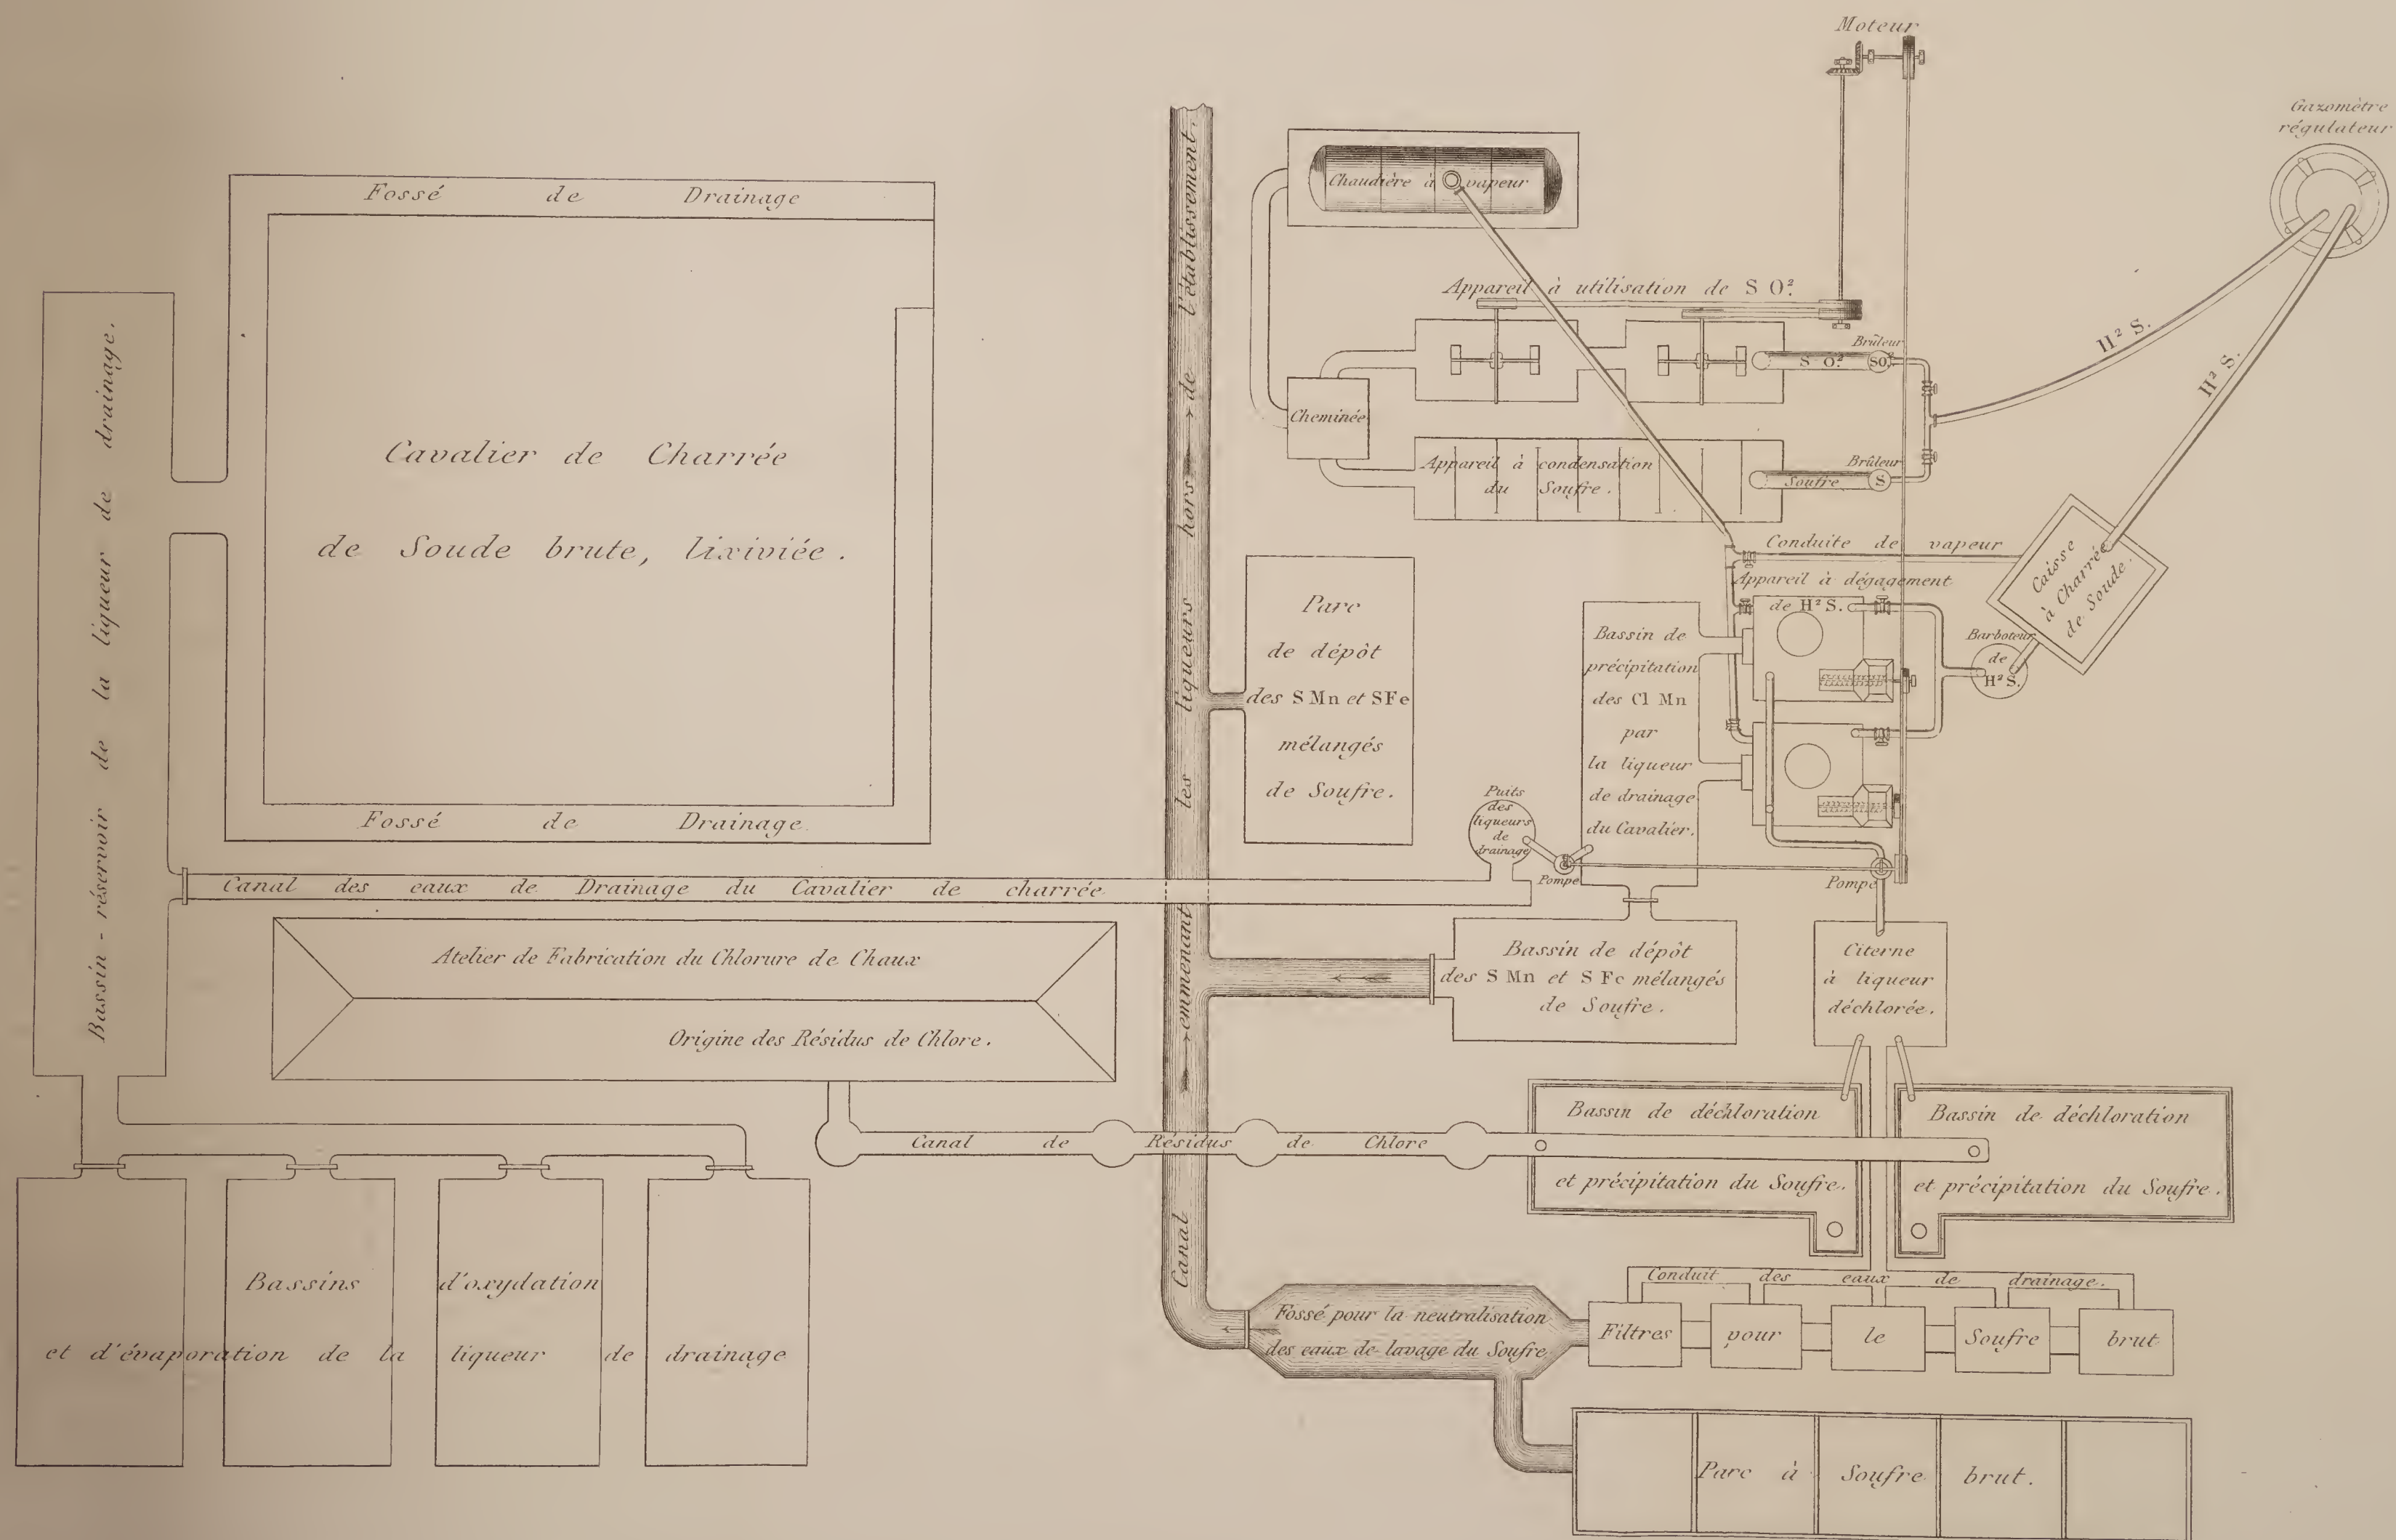 Moteur
Gazomètre
régulateur
Chaudière à vapeur
Fossé de Drainage
Cavalier de Charrée
de Soude brute, lixiviée.
Fossé de Drainage.
Bassin-réservoir de la liqueur de drainage.
Canal emmenant les liqueurs hors de l'établissement.
Appareil à utilisation de S O².
Brûleur
S O².
SO².
H² S.
H² S.
Cheminée
Appareil à condensation
du Soufre.
Brûleur
Soufre
S
Conduite de vapeur
Caisse
à Charrée
de Soude.
Appareil à dégagement
de H² S.
Barboteur
de
H² S.
Parc
de dépôt
des S Mn et S Fe
mélangés
de Soufre.
Bassin de
précipitation
des Cl Mn
par
la liqueur
de drainage
du Cavalier.
Puits
des
liqueurs
de
drainage
Pompe
Pompe
Canal des eaux de Drainage du Cavalier de charrée
Atelier de Fabrication du Chlorure de Chaux
Origine des Résidus de Chlore.
Bassin de dépôt
des S Mn et S Fe mélangés
de Soufre.
Citerne
à liqueur
déchlorée.
Canal de Résidus de Chlore
Bassin de déchloration
et précipitation du Soufre.
Bassin de déchloration
et précipitation du Soufre.
Bassins d'oxydation
et d'évaporation de la liqueur de drainage
Conduit des eaux de drainage.
Fossé pour la neutralisation
des eaux de lavage du Soufre
Filtres pour le Soufre brut
Parc à Soufre brut.